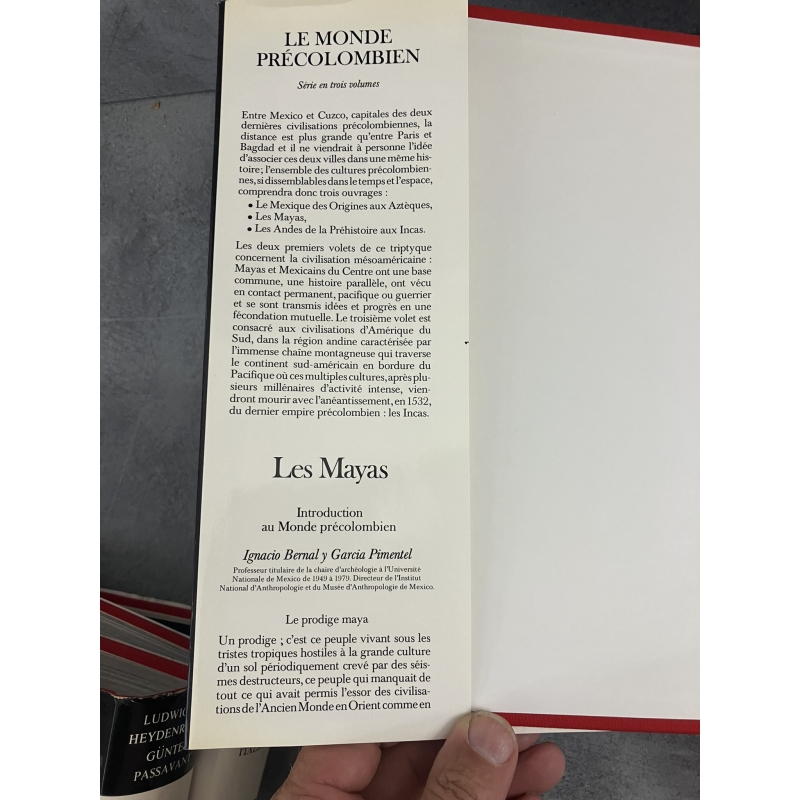 LE MONDE
PRÉCOLOMBIEN
Série en trois volumes
Entre Mexico et Cuzco, capitales des deux
dernières civilisations précolombiennes, la
distance est plus grande qu'entre Paris et
Bagdad et il ne viendrait à personne l'idée
d'associer ces deux villes dans une même his-
toire; l'ensemble des cultures précolombien-
nes, si dissemblables dans le temps et l'espace,
comprendra donc trois ouvrages :
• Le Mexique des Origines aux Aztèques,
• Les Mayas,
• Les Andes de la Préhistoire aux Incas.
Les deux premiers volets de ce triptyque
concernent la civilisation mésoaméricaine :
Mayas et Mexicains du Centre ont une base
commune, une histoire parallèle, ont vécu
en contact permanent, pacifique ou guerrier
et se sont transmis idées et progrès en une
fécondation mutuelle. Le troisième volet est
consacré aux civilisations d'Amérique du
Sud, dans la région andine caractérisée par
l'immense chaîne montagneuse qui traverse
le continent sud-américain en bordure du
Pacifique où ces multiples cultures, après plu-
sieurs millénaires d'activité intense, vien-
dront mourir avec l'anéantissement, en 1532,
du dernier empire précolombien : les Incas.
Les Mayas
Introduction
au Monde précolombien
Ignacio Bernal y Garcia Pimentel
Professeur titulaire de la chaire d'archéologie à l'Université
Nationale de Mexico de 1949 à 1979. Directeur de l'Institut
National d'Anthropologie et du Musée d'Anthropologie de Mexico.
Le prodige maya
Un prodige ; c'est ce peuple vivant sous les
tristes tropiques hostiles à la grande culture
d'un sol périodiquement crevé par des séis-
mes destructeurs, ce peuple qui manquait de
tout ce qui avait permis l'essor des civilisa-
tions de l'Ancien Monde en Orient comme en
LUDWIG
HEYDENR
GÜNTE
PASSAVAN